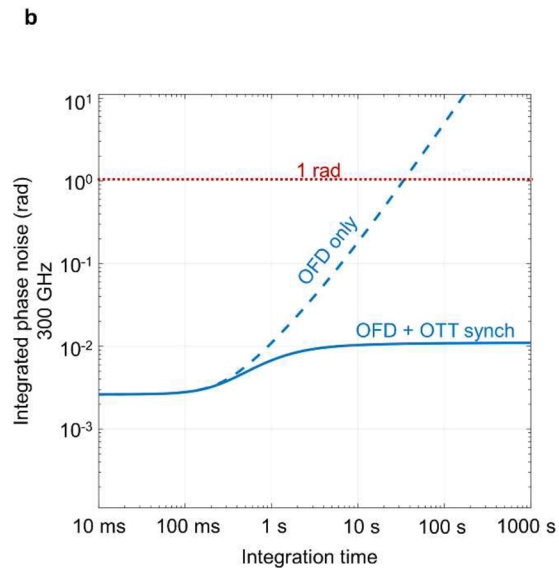 b
10¹
10⁰
10⁻¹
10⁻²
10⁻³
Integrated phase noise (rad)
300 GHz
1 rad
OFD only
OFD + OTT synch
10 ms
100 ms
1 s
10 s
100 s
1000 s
Integration time